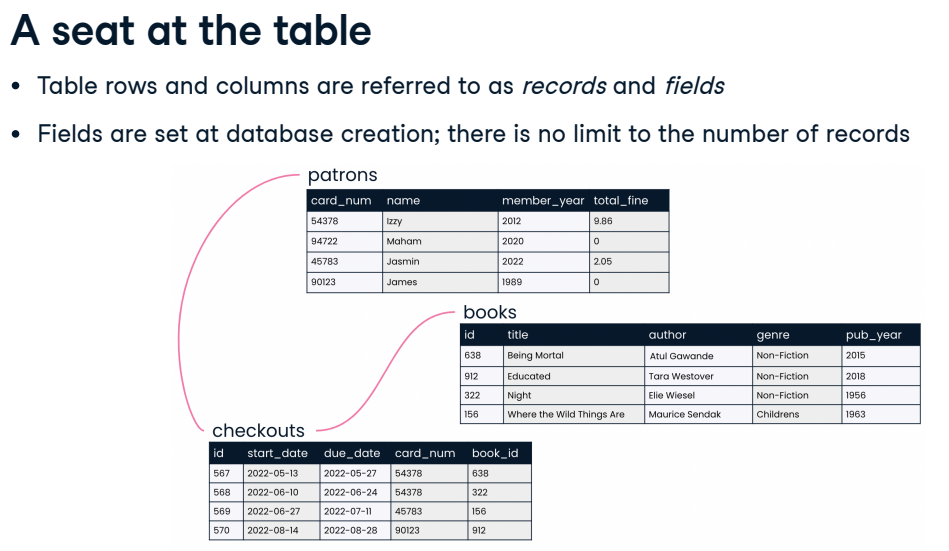 A seat at the table
• Table rows and columns are referred to as records and fields
• Fields are set at database creation; there is no limit to the number of records
patrons
card_num name member_year total_fine
54378 Izzy 2012 9.86
94722 Maham 2020 0
45783 Jasmin 2022 2.05
90123 James 1989 0
books
id title author genre pub_year
638 Being Mortal Atul Gawande Non-Fiction 2015
912 Educated Tara Westover Non-Fiction 2018
322 Night Elie Wiesel Non-Fiction 1956
156 Where the Wild Things Are Maurice Sendak Childrens 1963
checkouts
id start_date due_date card_num book_id
567 2022-05-13 2022-05-27 54378 638
568 2022-06-10 2022-06-24 54378 322
569 2022-06-27 2022-07-11 45783 156
570 2022-08-14 2022-08-28 90123 912